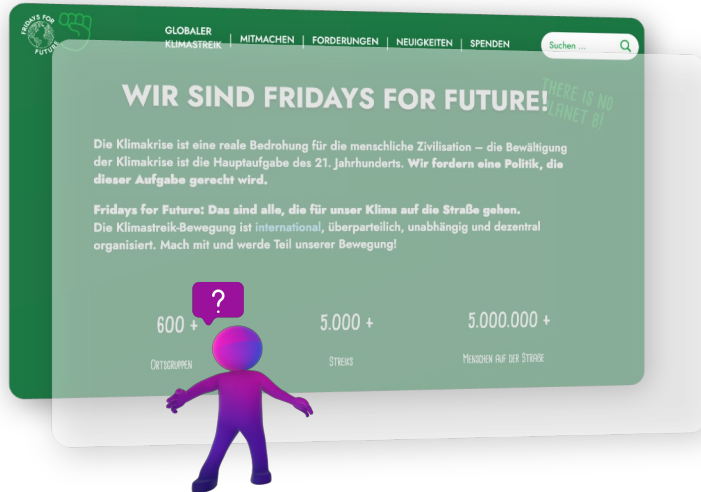 FRIDAYS FOR
FUTURE
GLOBALER
KLIMASTREIK
MITMACHEN
FORDERUNGEN
NEUIGKEITEN
SPENDEN
Suchen ...
THERE IS NO
PLANET B!
WIR SIND FRIDAYS FOR FUTURE!
Die Klimakrise ist eine reale Bedrohung für die menschliche Zivilisation – die Bewältigung
der Klimakrise ist die Hauptaufgabe des 21. Jahrhunderts. Wir fordern eine Politik, die
dieser Aufgabe gerecht wird.
Fridays for Future: Das sind alle, die für unser Klima auf die Straße gehen.
Die Klimastreik-Bewegung ist international, überparteilich, unabhängig und dezentral
organisiert. Mach mit und werde Teil unserer Bewegung!
?
600 +
5.000 +
5.000.000 +
ORTSGRUPPEN
STREIKS
MENSCHEN AUF DER STRAßE